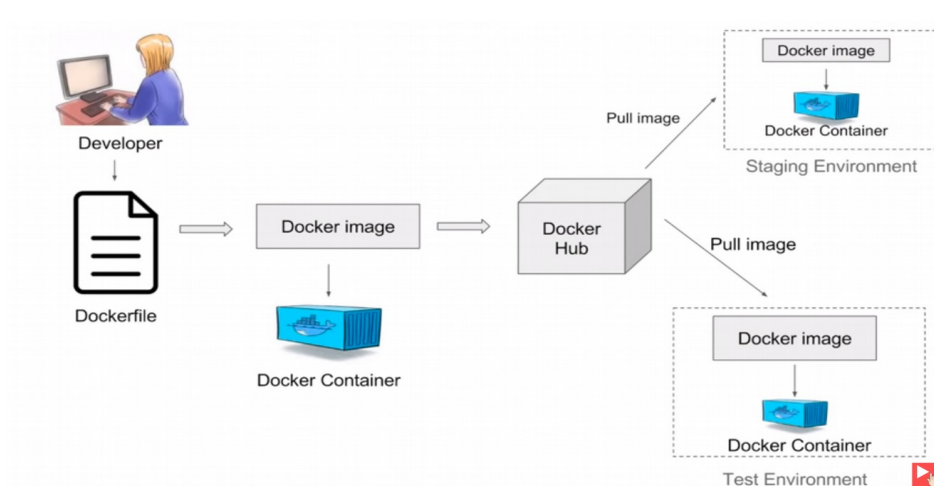 Developer
Dockerfile
Docker image
Docker Container
Docker
Hub
Pull image
Docker image
Docker Container
Staging Environment
Pull image
Docker image
Docker Container
Test Environment